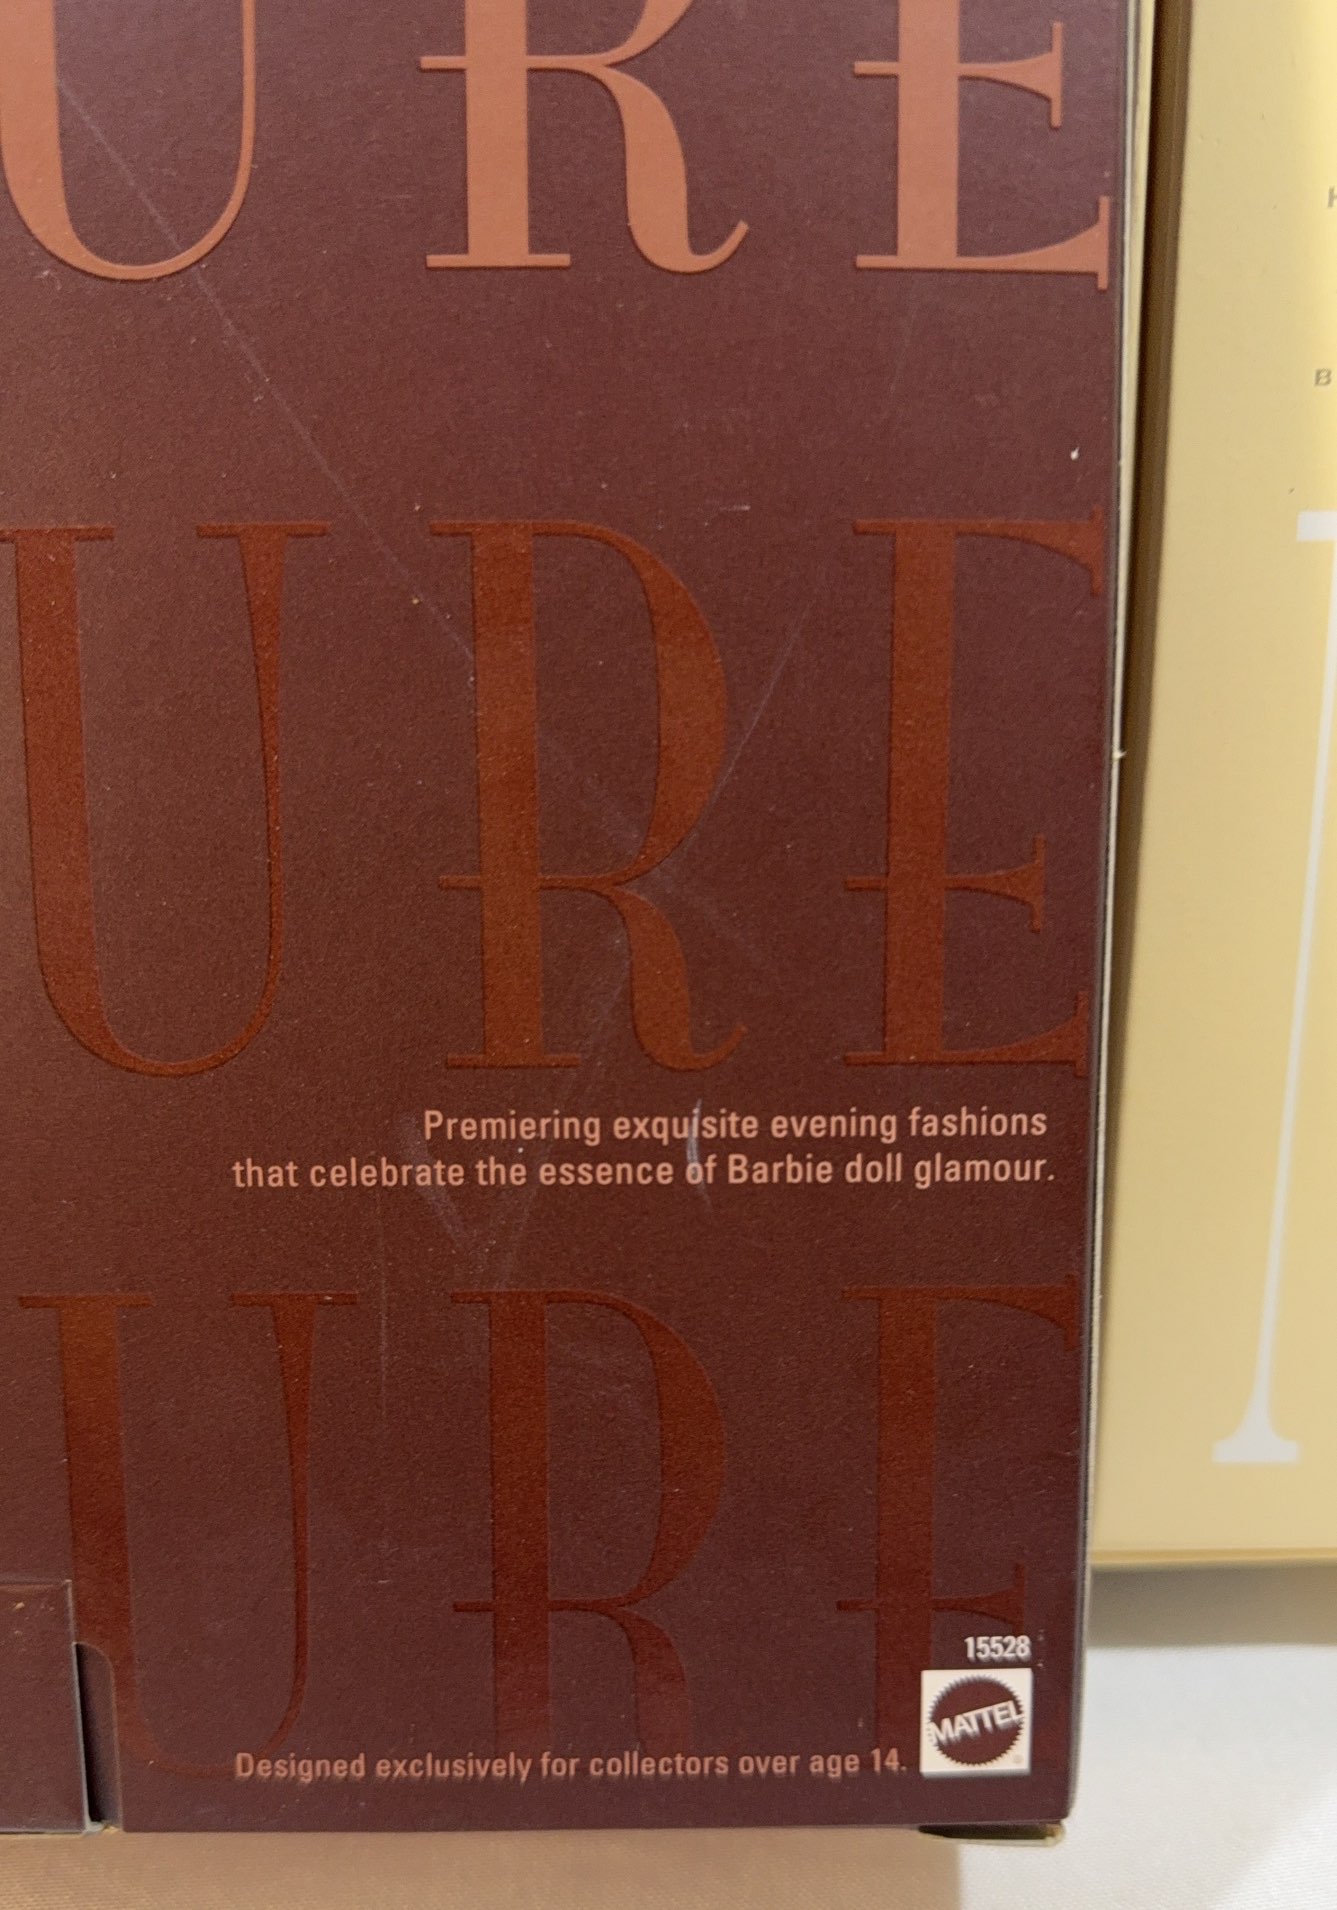 URE
URE
Premiering exquisite evening fashions
that celebrate the essence of Barbie doll glamour.
URE
15528
MATTEL
Designed exclusively for collectors over age 14.
B